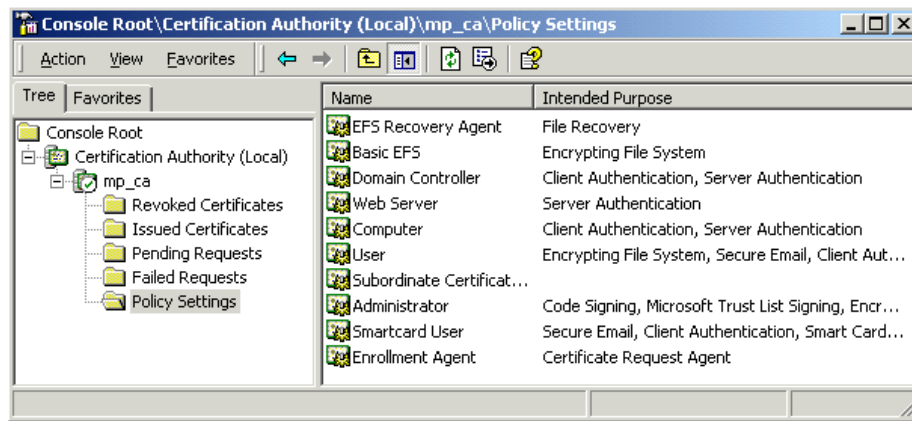 Console Root\Certification Authority (Local)\mp_ca\Policy Settings
Action View Favorites
Tree Favorites
Name Intended Purpose
Console Root
Certification Authority (Local)
mp_ca
Revoked Certificates
Issued Certificates
Pending Requests
Failed Requests
Policy Settings
EFS Recovery Agent File Recovery
Basic EFS Encrypting File System
Domain Controller Client Authentication, Server Authentication
Web Server Server Authentication
Computer Client Authentication, Server Authentication
User Encrypting File System, Secure Email, Client Aut...
Subordinate Certificat...
Administrator Code Signing, Microsoft Trust List Signing, Encr...
Smartcard User Secure Email, Client Authentication, Smart Card...
Enrollment Agent Certificate Request Agent